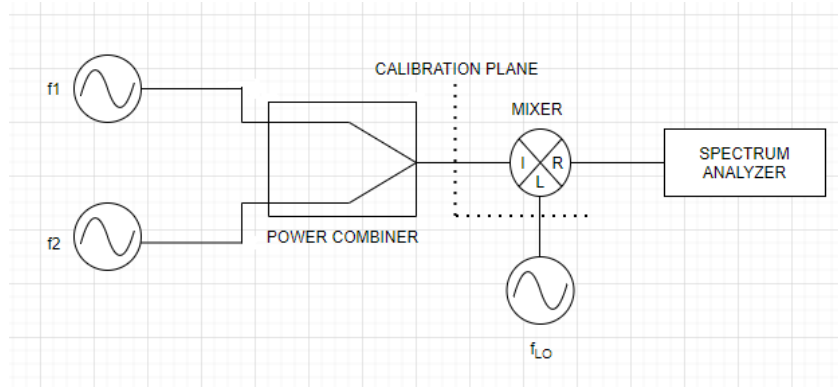 f1
CALIBRATION PLANE
MIXER
I
R
L
SPECTRUM
ANALYZER
f2
POWER COMBINER
fLO